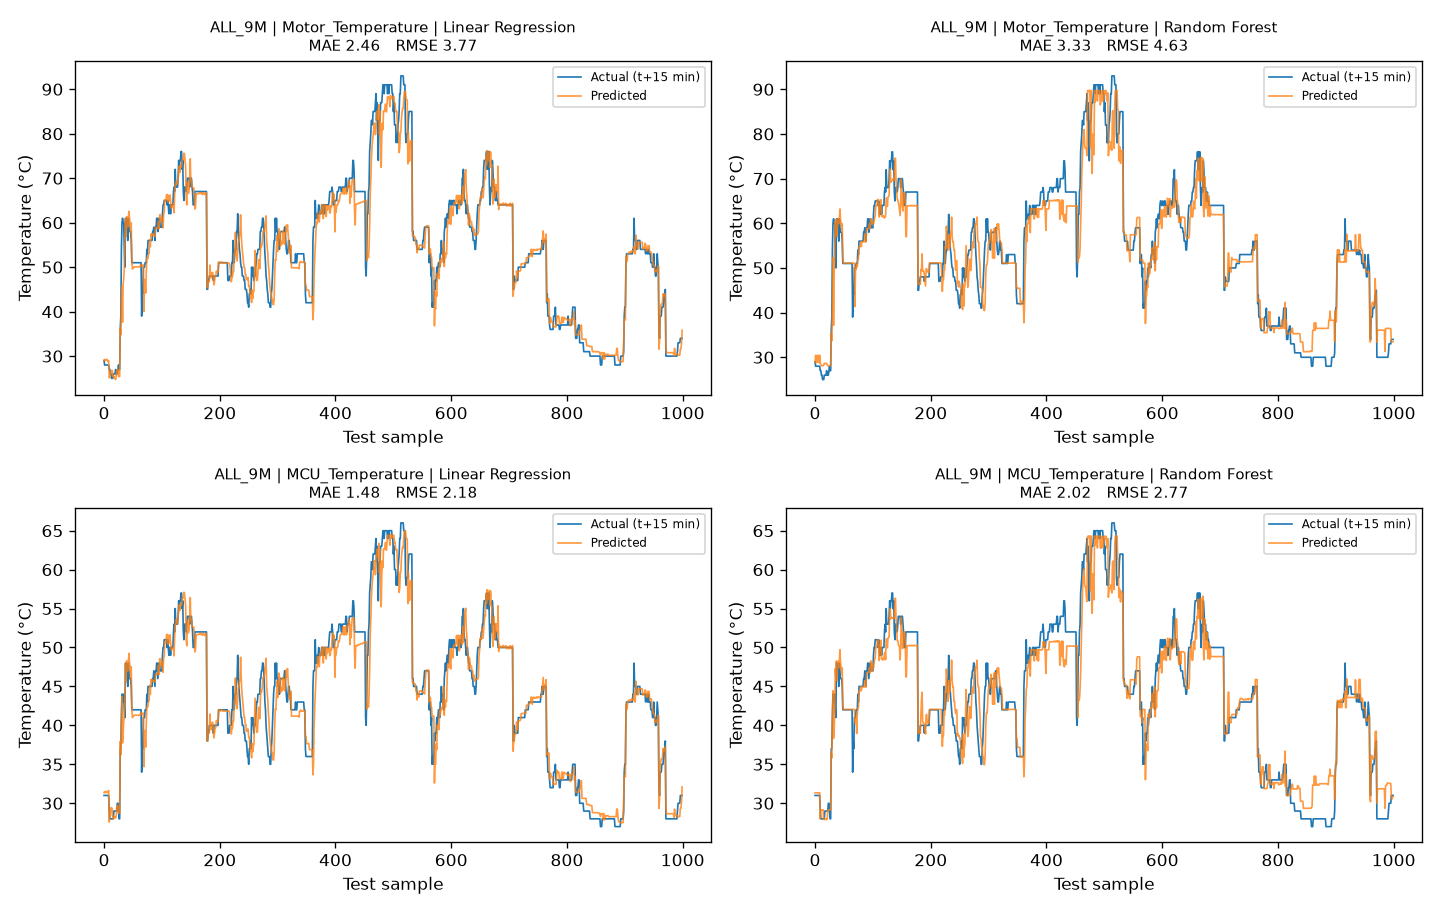 ALL_9M | Motor_Temperature | Linear Regression
MAE 2.46   RMSE 3.77
Temperature (°C)
90
80
70
60
50
40
30
Actual (t+15 min)
Predicted
0 200 400 600 800 1000
Test sample
ALL_9M | Motor_Temperature | Random Forest
MAE 3.33   RMSE 4.63
Temperature (°C)
90
80
70
60
50
40
30
Actual (t+15 min)
Predicted
0 200 400 600 800 1000
Test sample
ALL_9M | MCU_Temperature | Linear Regression
MAE 1.48   RMSE 2.18
Temperature (°C)
65
60
55
50
45
40
35
30
Actual (t+15 min)
Predicted
0 200 400 600 800 1000
Test sample
ALL_9M | MCU_Temperature | Random Forest
MAE 2.02   RMSE 2.77
Temperature (°C)
65
60
55
50
45
40
35
30
Actual (t+15 min)
Predicted
0 200 400 600 800 1000
Test sample